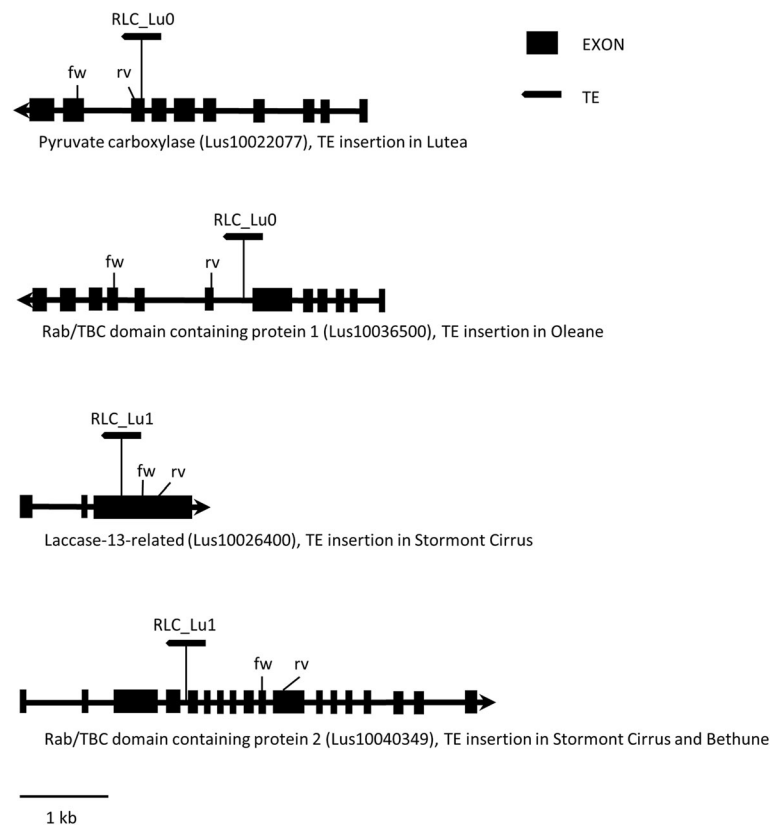 RLC_Lu0
EXON
fw rv
TE
Pyruvate carboxylase (Lus10022077), TE insertion in Lutea
RLC_Lu0
fw rv
Rab/TBC domain containing protein 1 (Lus10036500), TE insertion in Oleane
RLC_Lu1
fw rv
Laccase-13-related (Lus10026400), TE insertion in Stormont Cirrus
RLC_Lu1
fw rv
Rab/TBC domain containing protein 2 (Lus10040349), TE insertion in Stormont Cirrus and Bethune
1 kb